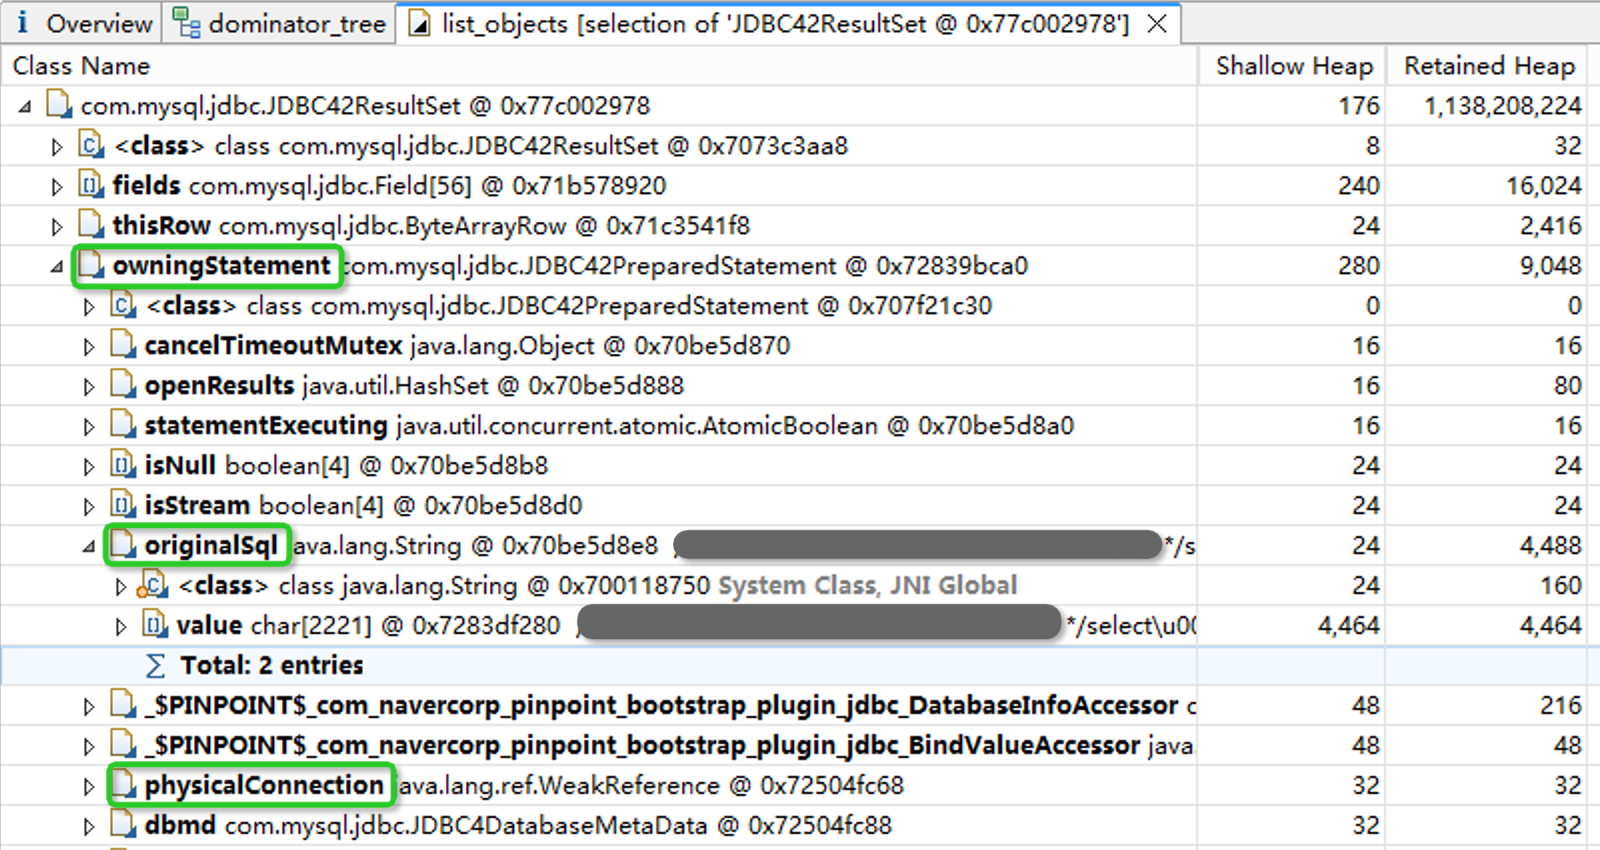 i Overview dominator_tree list_objects [selection of 'JDBC42ResultSet @ 0x77c002978']
Class Name Shallow Heap Retained Heap
com.mysql.jdbc.JDBC42ResultSet @ 0x77c002978 176 1,138,208,224
<class> class com.mysql.jdbc.JDBC42ResultSet @ 0x7073c3aa8 8 32
fields com.mysql.jdbc.Field[56] @ 0x71b578920 240 16,024
thisRow com.mysql.jdbc.ByteArrayRow @ 0x71c3541f8 24 2,416
owningStatement com.mysql.jdbc.JDBC42PreparedStatement @ 0x72839bca0 280 9,048
<class> class com.mysql.jdbc.JDBC42PreparedStatement @ 0x707f21c30 0 0
cancelTimeoutMutex java.lang.Object @ 0x70be5d870 16 16
openResults java.util.HashSet @ 0x70be5d888 16 80
statementExecuting java.util.concurrent.atomic.AtomicBoolean @ 0x70be5d8a0 16 16
isNull boolean[4] @ 0x70be5d8b8 24 24
isStream boolean[4] @ 0x70be5d8d0 24 24
originalSql ava.lang.String @ 0x70be5d8e8 */s 24 4,488
<class> class java.lang.String @ 0x700118750 System Class, JNI Global 24 160
value char[2221] @ 0x7283df280 */select\u00 4,464 4,464
Σ Total: 2 entries
_$PINPOINT$_com_navercorp_pinpoint_bootstrap_plugin_jdbc_DatabaseInfoAccessor c 48 216
_$PINPOINT$_com_navercorp_pinpoint_bootstrap_plugin_jdbc_BindValueAccessor java. 48 48
physicalConnection ava.lang.ref.WeakReference @ 0x72504fc68 32 32
dbmd com.mysql.jdbc.JDBC4DatabaseMetaData @ 0x72504fc88 32 32